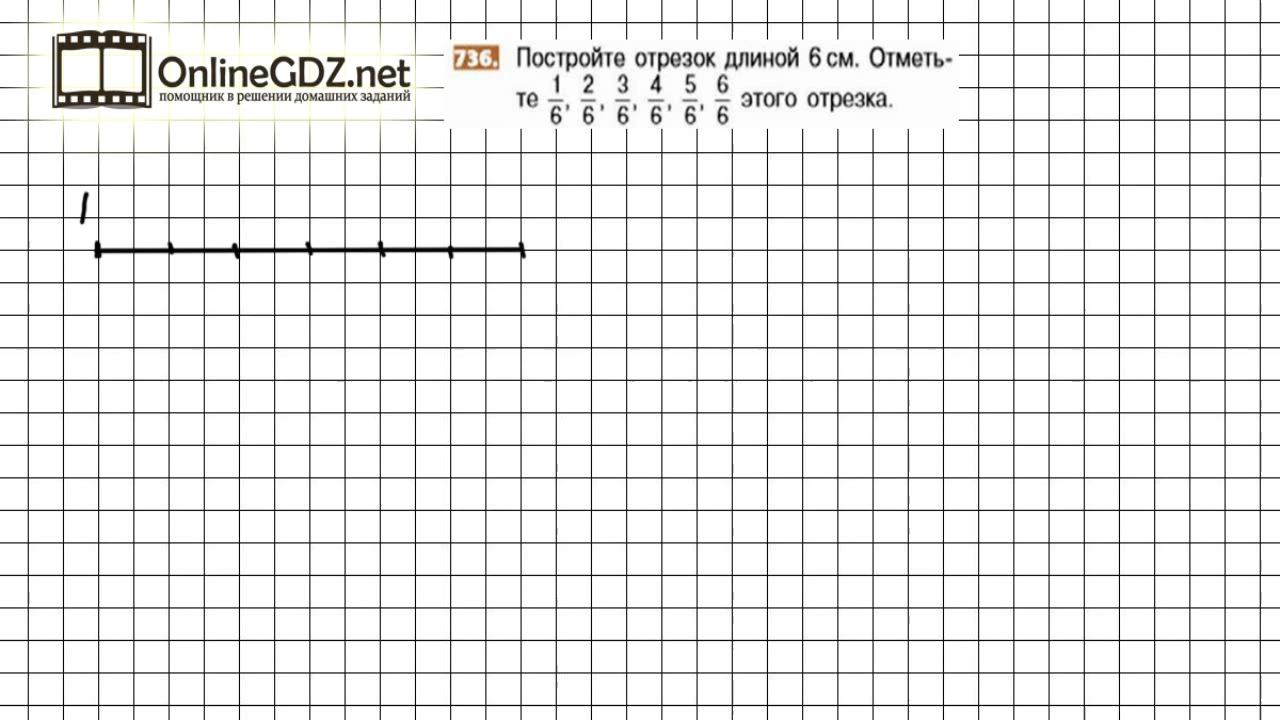 OnlineGDZ.net
помощник в решении домашних заданий
736. Постройте отрезок длиной 6 см. Отметь-
те 1/6, 2/6, 3/6, 4/6, 5/6, 6/6 этого отрезка.